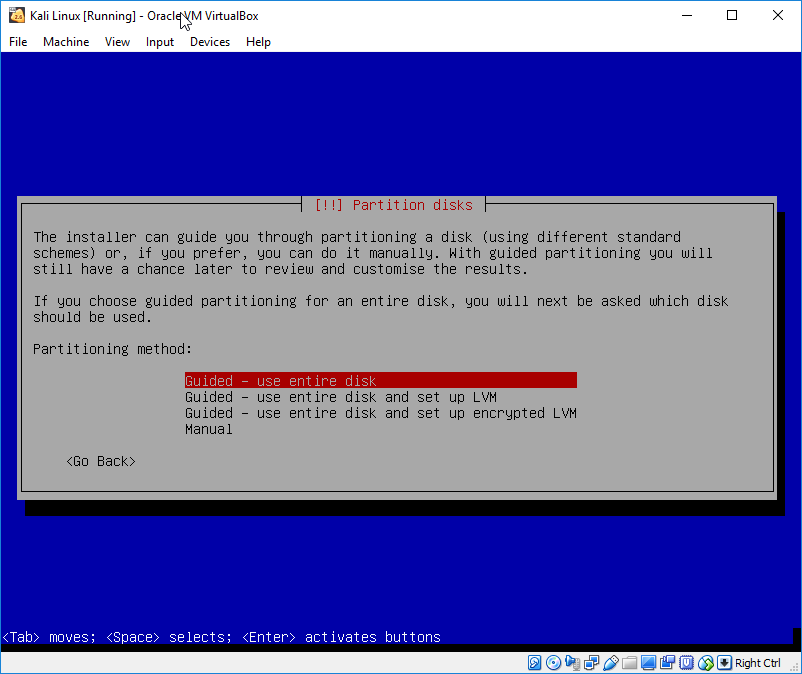 Kali Linux [Running] - Oracle VM VirtualBox
File Machine View Input Devices Help
[!!] Partition disks
The installer can guide you through partitioning a disk (using different standard
schemes) or, if you prefer, you can do it manually. With guided partitioning you will
still have a chance later to review and customise the results.
If you choose guided partitioning for an entire disk, you will next be asked which disk
should be used.
Partitioning method:
Guided - use entire disk
Guided - use entire disk and set up LVM
Guided - use entire disk and set up encrypted LVM
Manual
<Go Back>
<Tab> moves; <Space> selects; <Enter> activates buttons
Right Ctrl